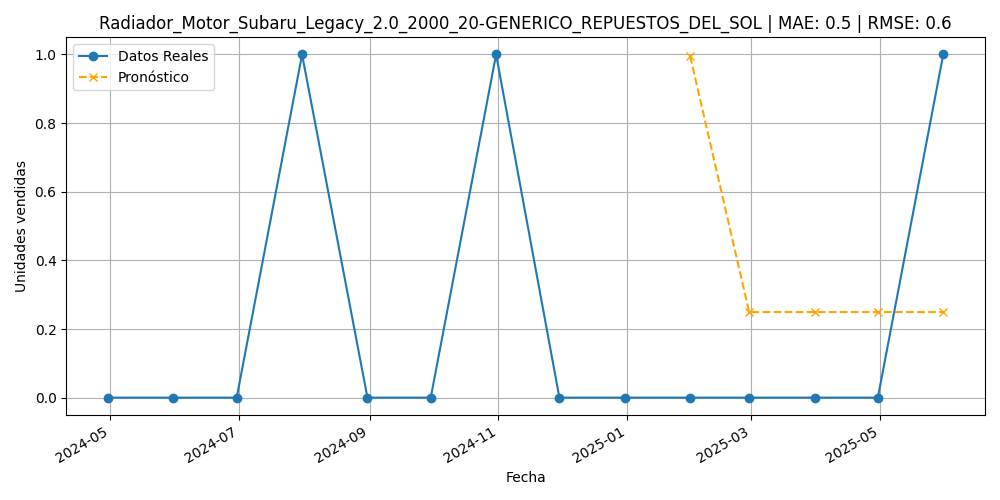 Radiador_Motor_Subaru_Legacy_2.0_2000_20-GENERICO_REPUESTOS_DEL_SOL | MAE: 0.5 | RMSE: 0.6
Datos Reales
Pronóstico
Unidades vendidas
1.0
0.8
0.6
0.4
0.2
0.0
2024-05
2024-07
2024-09
2024-11
2025-01
2025-03
2025-05
Fecha